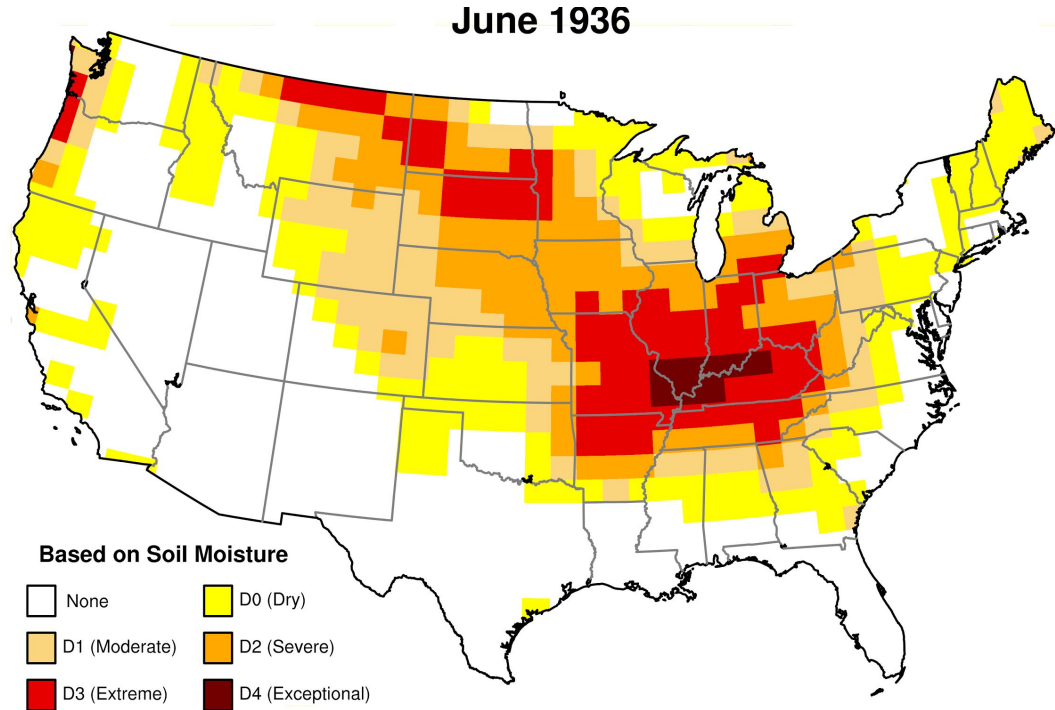 June 1936
Based on Soil Moisture
None
D0 (Dry)
D1 (Moderate)
D2 (Severe)
D3 (Extreme)
D4 (Exceptional)